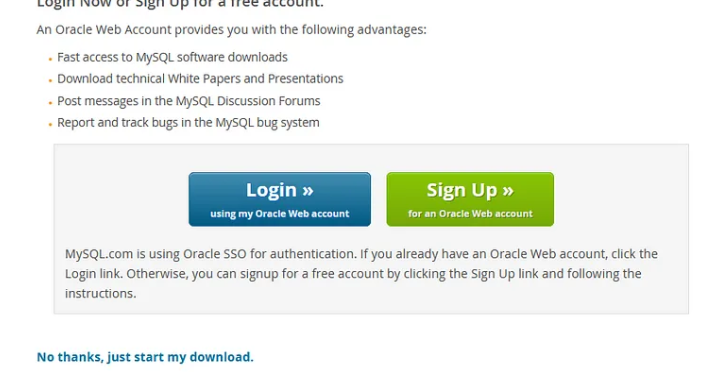 Login Now or Sign Up for a free account.
An Oracle Web Account provides you with the following advantages:
Fast access to MySQL software downloads
Download technical White Papers and Presentations
Post messages in the MySQL Discussion Forums
Report and track bugs in the MySQL bug system
Login »
Sign Up »
using my Oracle Web account
for an Oracle Web account
MySQL.com is using Oracle SSO for authentication. If you already have an Oracle Web account, click the
Login link. Otherwise, you can signup for a free account by clicking the Sign Up link and following the
instructions.
No thanks, just start my download.